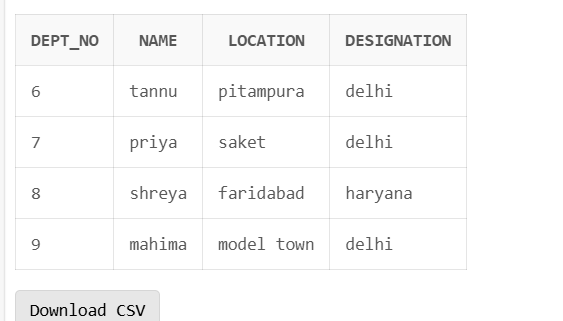 DEPT_NO NAME LOCATION DESIGNATION
6 tannu pitampura delhi
7 priya saket delhi
8 shreya faridabad haryana
9 mahima model town delhi
Download CSV